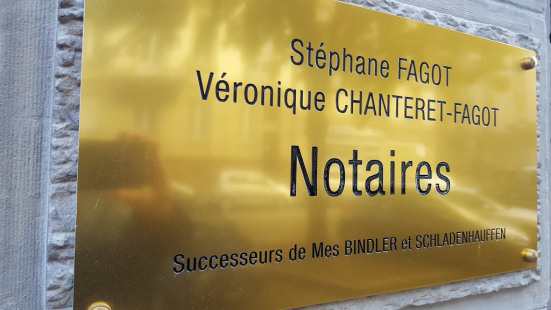 Stéphane FAGOT
Véronique CHANTERET-FAGOT
Notaires
Successeurs de Mes BINDLER et SCHLADENHAUFFEN